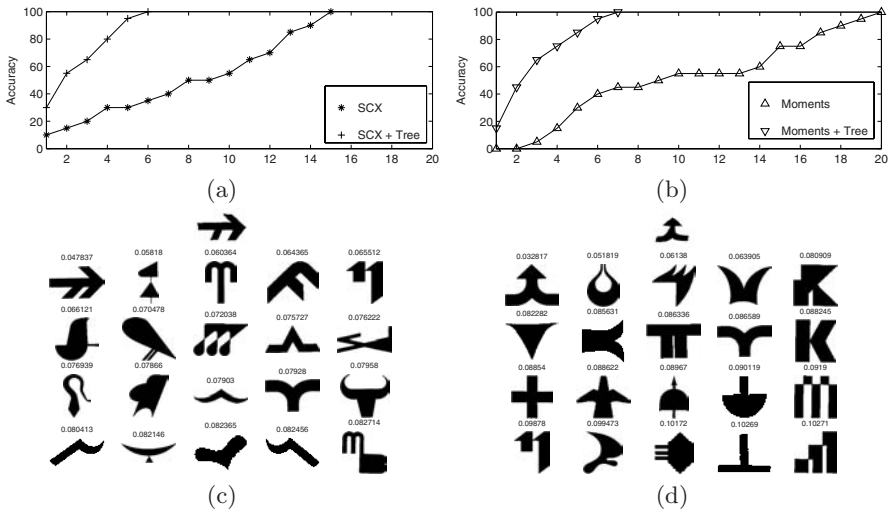 100
80
60
40
20
0
Accuracy
2 4 6 8 10 12 14 16 18 20
SCX
SCX + Tree
(a)
100
80
60
40
20
0
Accuracy
2 4 6 8 10 12 14 16 18 20
Moments
Moments + Tree
(b)
0.047837 0.05818 0.060364 0.064365 0.065512
0.066121 0.070478 0.072038 0.075727 0.076222
0.076939 0.07866 0.07903 0.07928 0.07958
0.080413 0.082146 0.082365 0.082456 0.082714
(c)
0.032817 0.051819 0.06138 0.063905 0.080909
0.082282 0.085631 0.086336 0.086589 0.088245
0.08854 0.088622 0.08967 0.090119 0.0919
0.09878 0.099473 0.10172 0.10269 0.10271
(d)